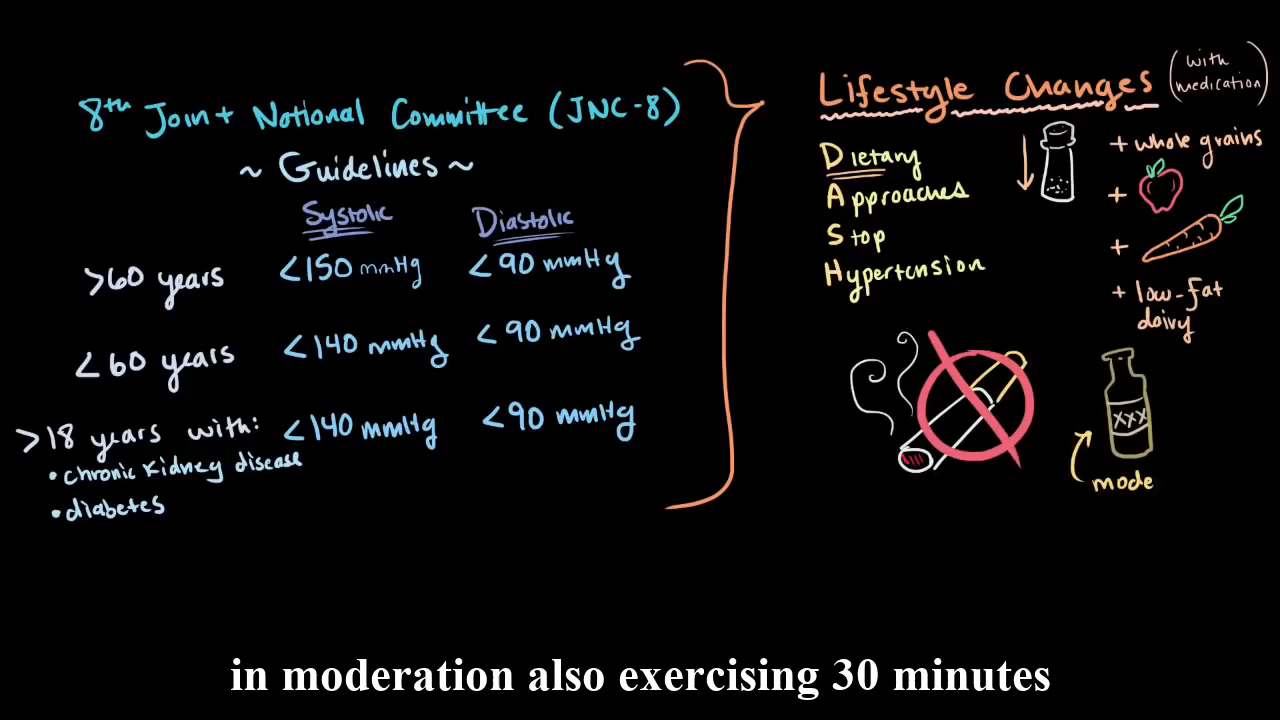 8th Joint National Committee (JNC-8)
~ Guidelines ~
Systolic Diastolic
>60 years <150 mmHg <90 mmHg
<60 years <140 mmHg <90 mmHg
>18 years with: <140 mmHg <90 mmHg
• chronic kidney disease
• diabetes
Lifestyle Changes (with medication)
Dietary
Approaches
Stop
Hypertension
+ whole grains
+
+
+ low-fat
dairy
XXX
mode
in moderation also exercising 30 minutes